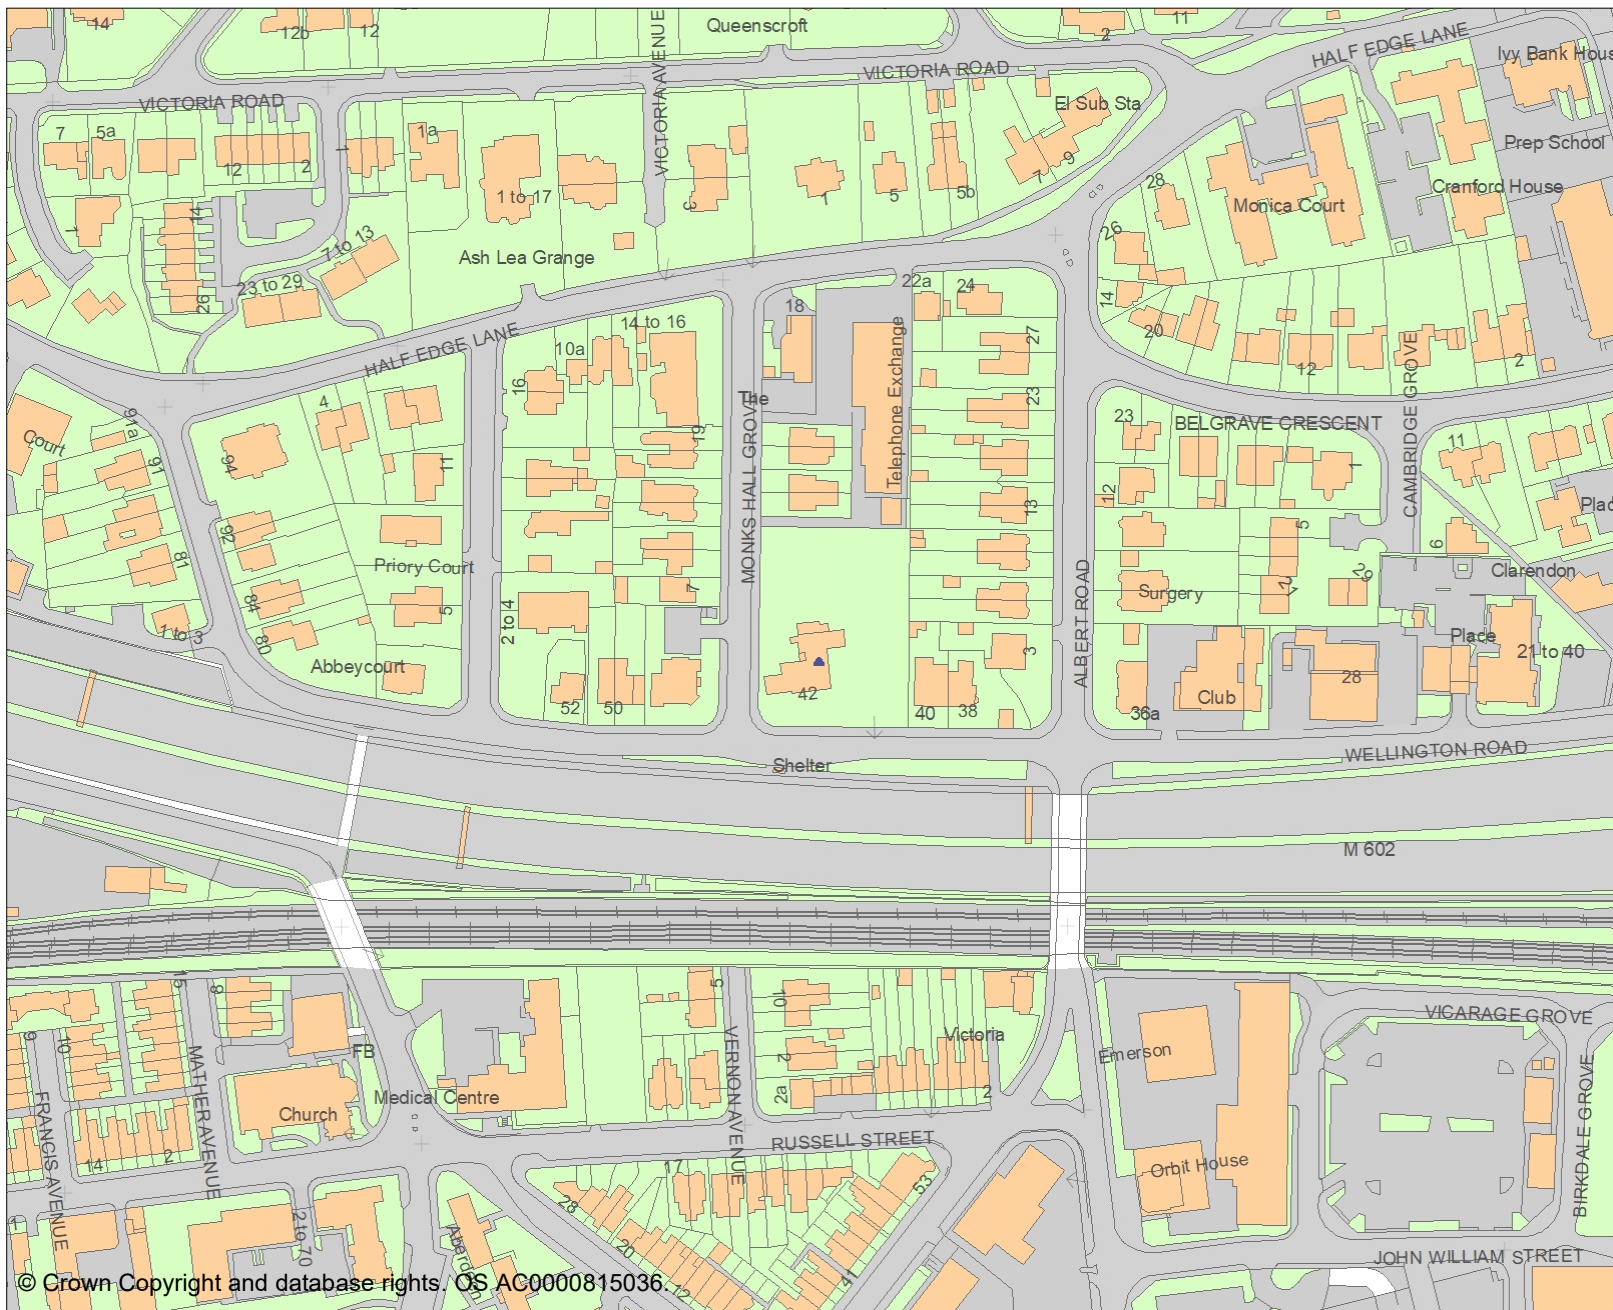 14
12b
12
Queenscroft
VICTORIA AVENUE
2
11
HALF EDGE LANE
Ivy Bank Hous
VICTORIA ROAD
VICTORIA ROAD
El Sub Sta
7
5a
12
2
1
1a
1 to 17
3
1
5
5b
7
9
28
Monica Court
Prep School
Cranford House
1
14
26
7 to 13
23 to 29
Ash Lea Grange
26
14
20
HALF EDGE LANE
10a
14 to 16
16
18
22a
24
27
Telephone Exchange
The
23
12
2
CAMBRIDGE GROVE
BELGRAVE CRESCENT
Court
91a
91
4
94
11
19
MONKS HALL GROVE
23
12
1
11
Plac
92
81
13
5
6
Priory Court
84
80
5
2 to 4
7
ALBERT ROAD
Surgery
27
29
Clarendon
Place
21 to 40
1 to 3
Abbeycourt
52
50
42
40
38
3
36a
Club
28
WELLINGTON ROAD
Shelter
M 602
15
8
9
10
FB
MATHER AVENUE
FRANCIS AVENUE
Church
Medical Centre
14
2
5
VERNON AVENUE
10
2
2a
Victoria
2
Emerson
VICARAGE GROVE
BIRKDALE GROVE
RUSSELL STREET
Orbit House
17
28
20
12
53
41
1
2 to 70
Aberdeen
JOHN WILLIAM STREET
© Crown Copyright and database rights. OS AC0000815036.